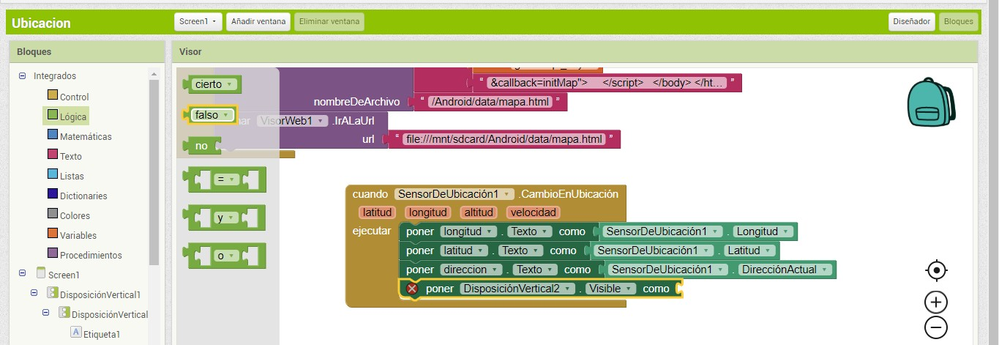 Ubicacion
Screen1
Añadir ventana
Eliminar ventana
Diseñador
Bloques
Bloques
Visor
Integrados
Control
Lógica
Matemáticas
Texto
Listas
Dictionaries
Colores
Variables
Procedimientos
Screen1
DisposiciónVertical1
DisposiciónVertical
A Etiqueta1
cierto
falso
no
=
y
o
“ &callback=initMap"> </script> </body> </ht... ”
nombreDeArchivo “ /Android/data/mapa.html ”
VisorWeb1 .IrALaUrl
url “ file:///mnt/sdcard/Android/data/mapa.html ”
cuando SensorDeUbicación1 .CambioEnUbicación
latitud longitud altitud velocidad
ejecutar poner longitud . Texto como SensorDeUbicación1 . Longitud
poner latitud . Texto como SensorDeUbicación1 . Latitud
poner direccion . Texto como SensorDeUbicación1 . DirecciónActual
poner DisposiciónVertical2 . Visible como